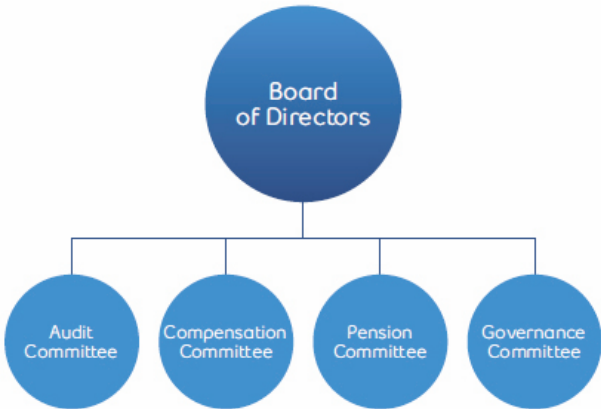 Board
of Directors
Audit
Committee
Compensation
Committee
Pension
Committee
Governance
Committee